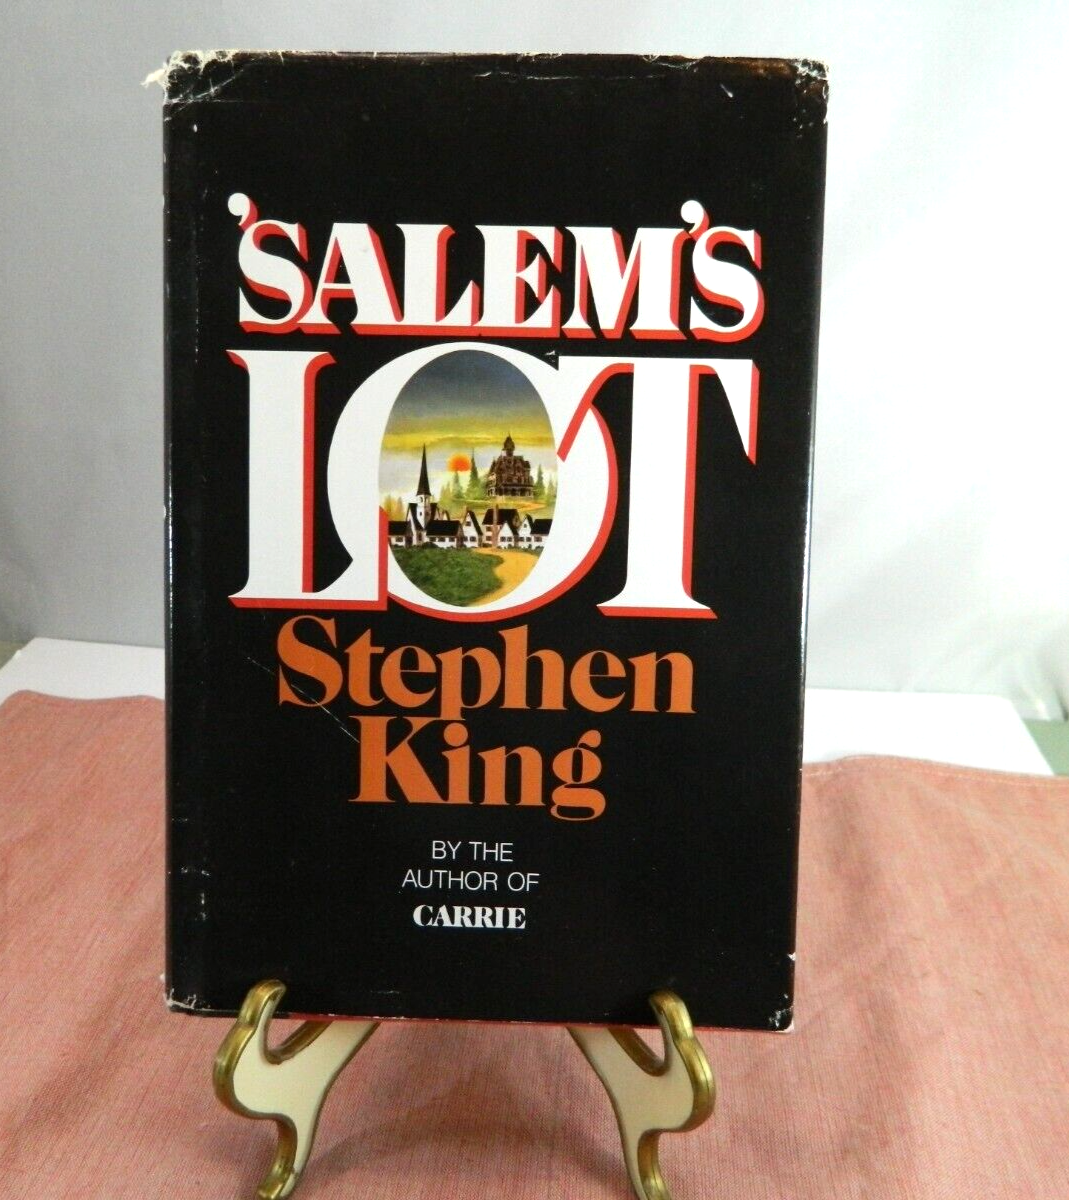 'SALEM'S
LOT
Stephen
King
BY THE
AUTHOR OF
CARRIE